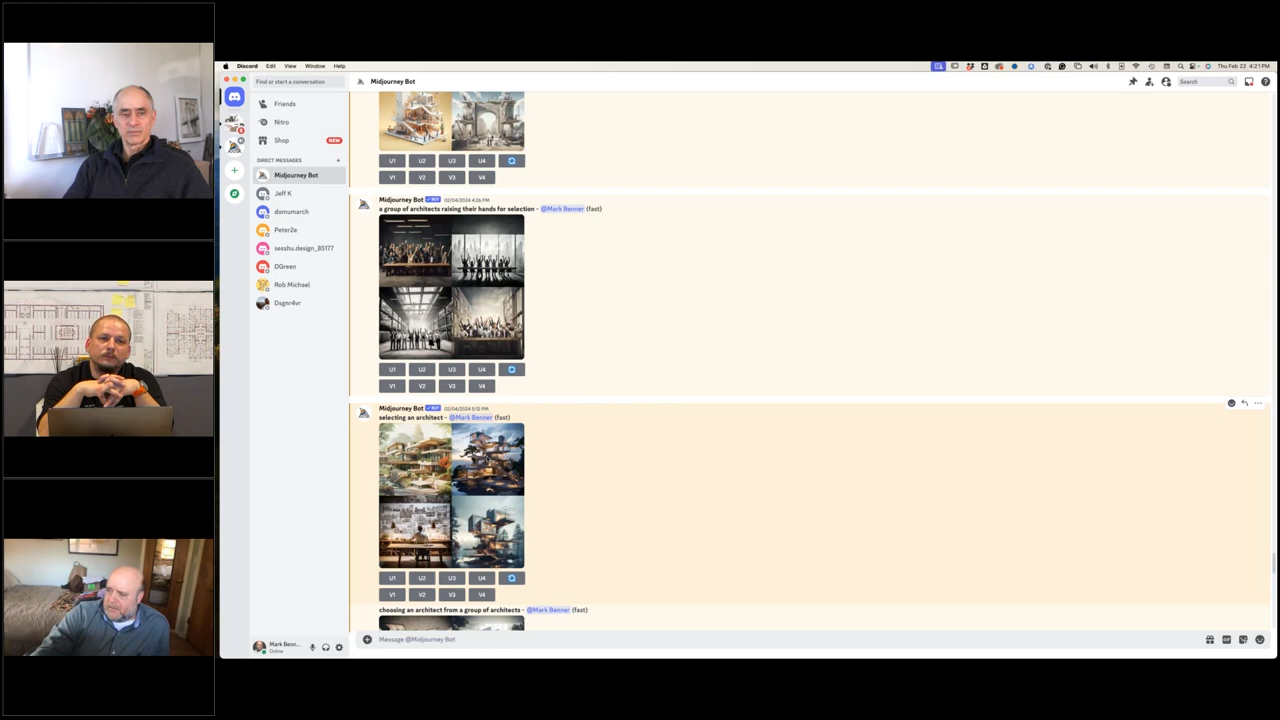 Discord Edit View Window Help
Thu Feb 22 4:21 PM
Find or start a conversation
Midjourney Bot
Search
Friends
Nitro
Shop NEW
DIRECT MESSAGES +
Midjourney Bot
Jeff K
domumarch
Peter2e
sesshu.design_85177
DGreen
Rob Michael
Dsgnr4vr
Mark Benn...
Online
U1 U2 U3 U4
V1 V2 V3 V4
Midjourney Bot ✓ BOT 02/04/2024 4:26 PM
a group of architects raising their hands for selection - @Mark Benner (fast)
U1 U2 U3 U4
V1 V2 V3 V4
Midjourney Bot ✓ BOT 02/04/2024 5:12 PM
selecting an architect - @Mark Benner (fast)
U1 U2 U3 U4
V1 V2 V3 V4
choosing an architect from a group of architects - @Mark Benner (fast)
Message @Midjourney Bot
GIF